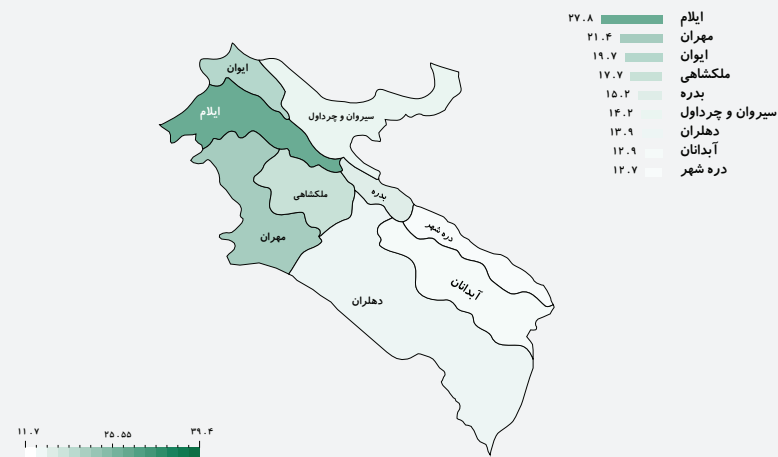 ایلام ۲۷.۸
مهران ۲۱.۴
ایوان ۱۹.۷
ملکشاهی ۱۷.۷
بدره ۱۵.۲
سیروان و چرداول ۱۴.۲
دهلران ۱۳.۹
آبدانان ۱۲.۹
دره شهر ۱۲.۷
ایوان
ایلام
سیروان و چرداول
ملکشاهی
بدره
مهران
دره شهر
آبدانان
دهلران
۱۱.۷ ۲۵.۵۵ ۳۹.۴